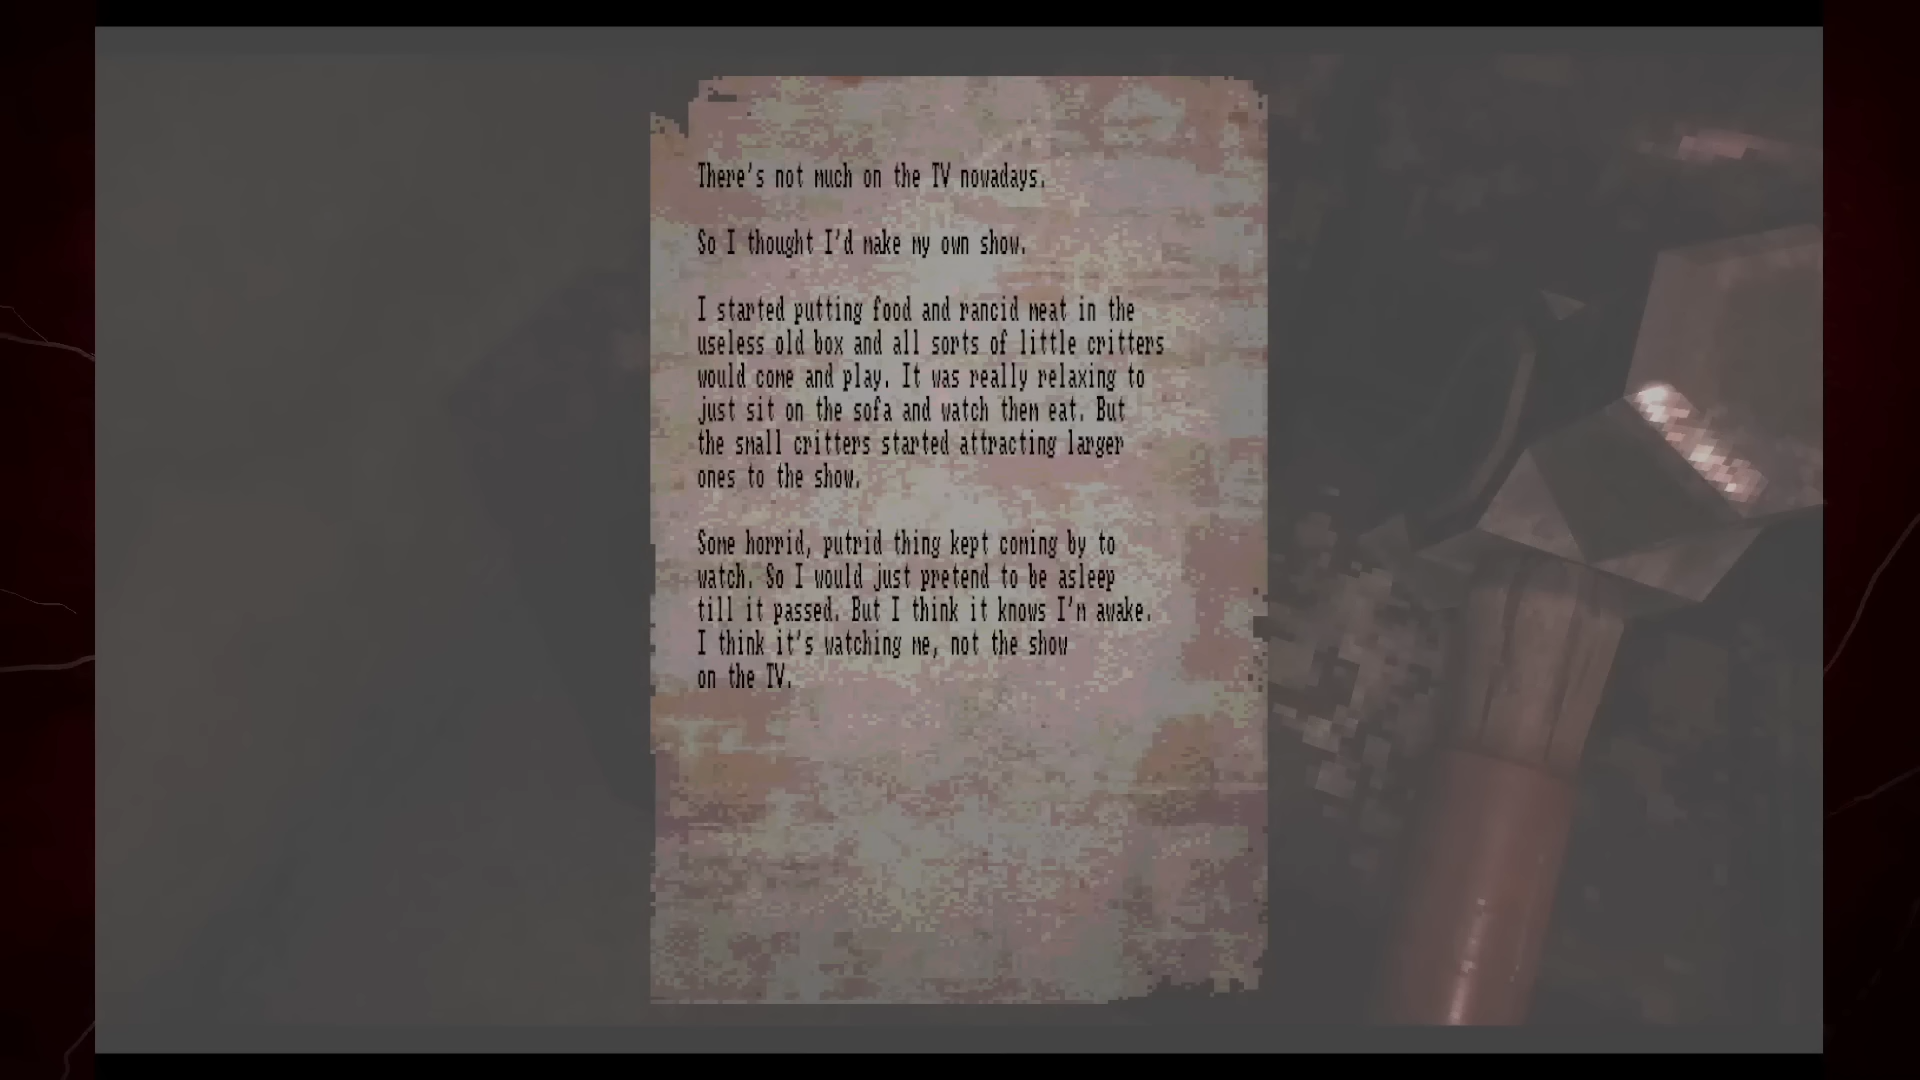 There's not much on the TV nowadays.
So I thought I'd make my own show.
I started putting food and rancid meat in the
useless old box and all sorts of little critters
would come and play. It was really relaxing to
just sit on the sofa and watch them eat. But
the small critters started attracting larger
ones to the show.
Some horrid, putrid thing kept coming by to
watch. So I would just pretend to be asleep
till it passed. But I think it knows I'm awake.
I think it's watching me, not the show
on the TV.